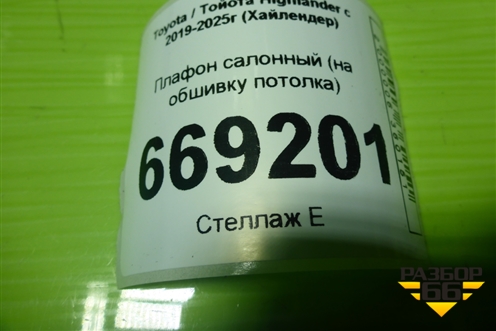 Toyota / Тойота Highlander с
2019-2025г (Хайлендер)
Плафон салонный (на
обшивку потолка)
669201
Стеллаж Е
РАЗБОР
66